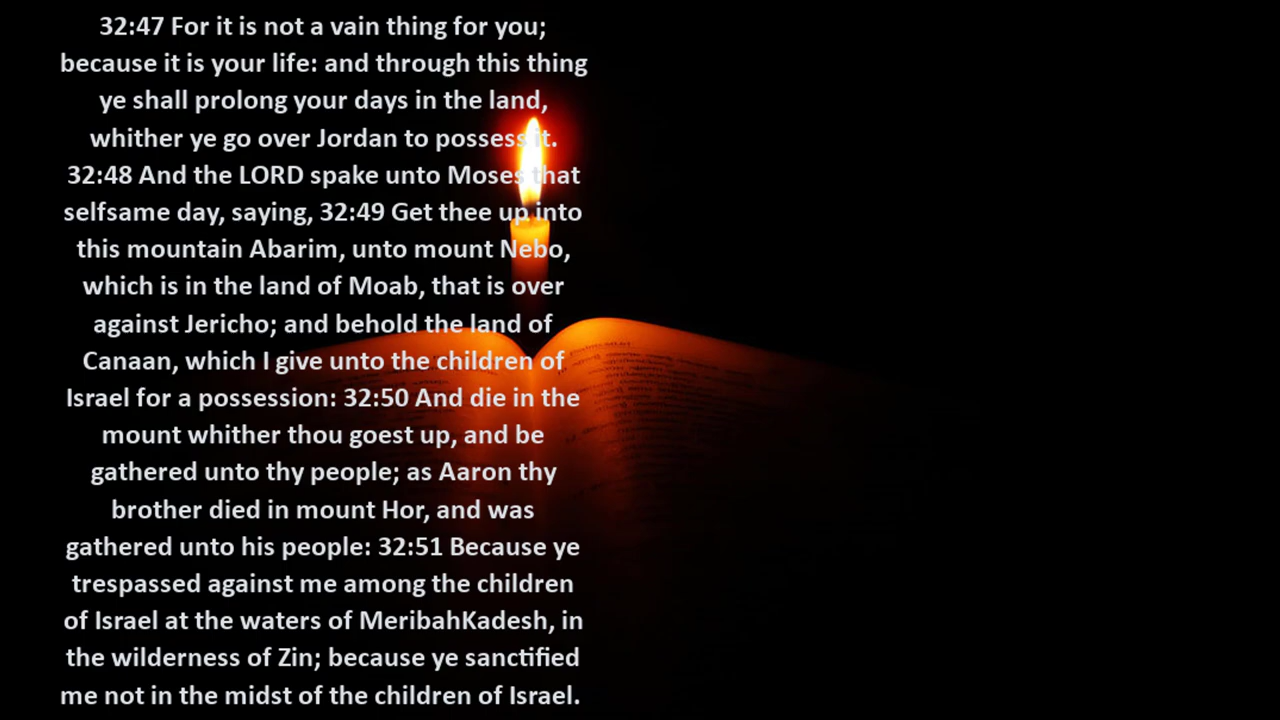 32:47 For it is not a vain thing for you;
because it is your life: and through this thing
ye shall prolong your days in the land,
whither ye go over Jordan to possess it.
32:48 And the LORD spake unto Moses that
selfsame day, saying, 32:49 Get thee up into
this mountain Abarim, unto mount Nebo,
which is in the land of Moab, that is over
against Jericho; and behold the land of
Canaan, which I give unto the children of
Israel for a possession: 32:50 And die in the
mount whither thou goest up, and be
gathered unto thy people; as Aaron thy
brother died in mount Hor, and was
gathered unto his people: 32:51 Because ye
trespassed against me among the children
of Israel at the waters of MeribahKadesh, in
the wilderness of Zin; because ye sanctified
me not in the midst of the children of Israel.